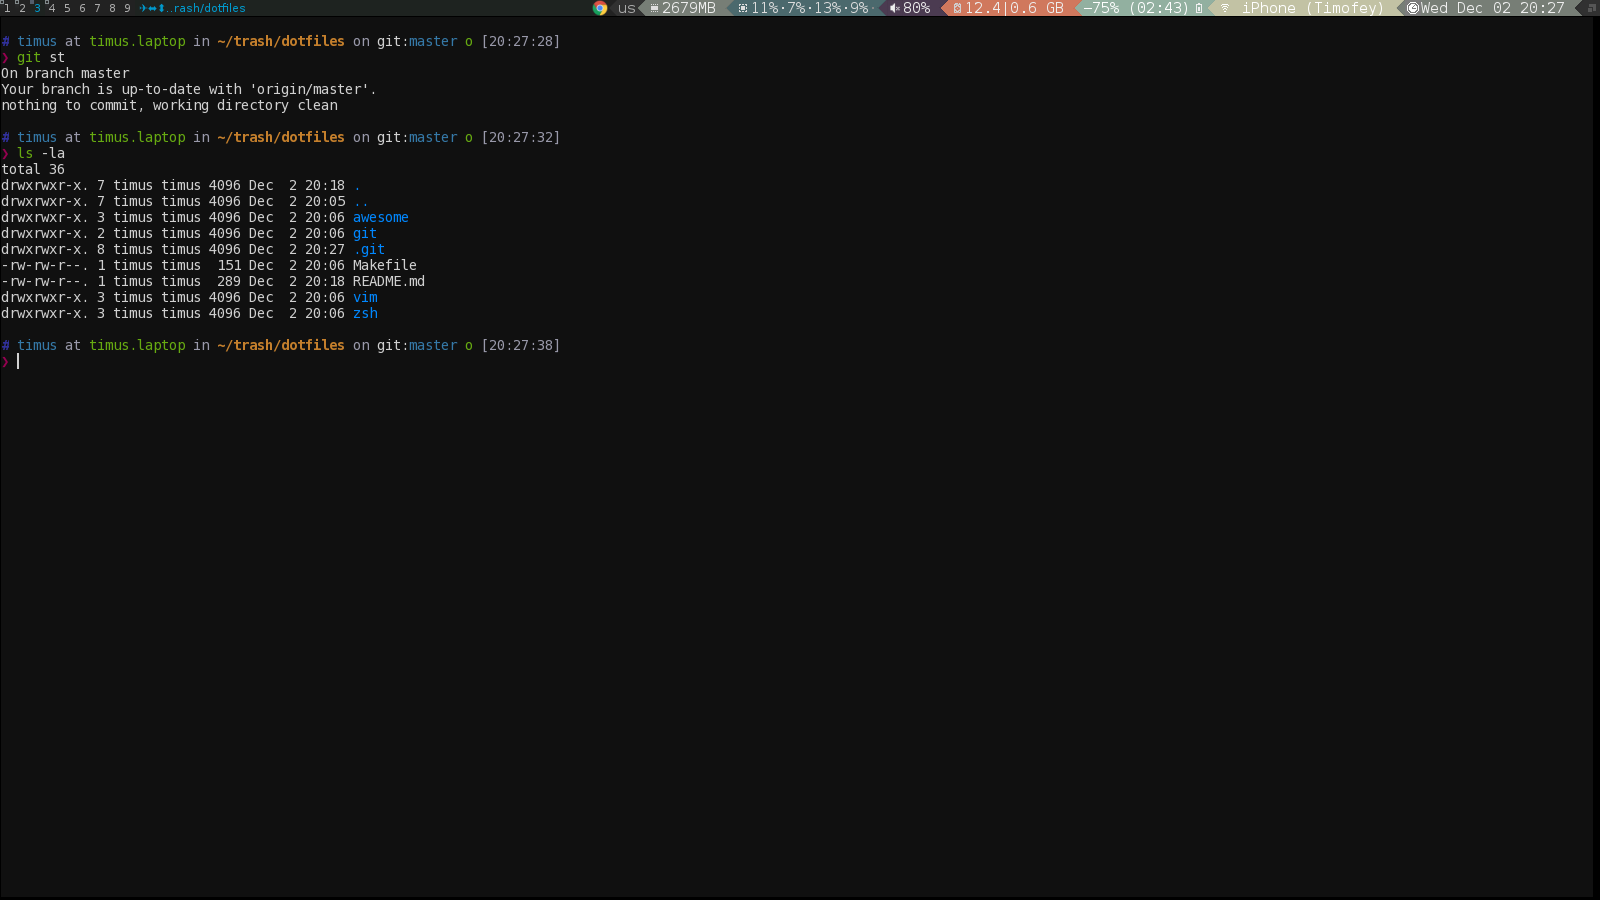 1 2 3 4 5 6 7 8 9 ..rash/dotfiles us 2679MB 11%·7%·13%·9%· 80% 12.4|0.6 GB −75% (02:43) iPhone (Timofey) Wed Dec 02 20:27
# timus at timus.laptop in ~/trash/dotfiles on git:master o [20:27:28]
❯ git st
On branch master
Your branch is up-to-date with 'origin/master'.
nothing to commit, working directory clean
# timus at timus.laptop in ~/trash/dotfiles on git:master o [20:27:32]
❯ ls -la
total 36
drwxrwxr-x. 7 timus timus 4096 Dec  2 20:18 .
drwxrwxr-x. 7 timus timus 4096 Dec  2 20:05 ..
drwxrwxr-x. 3 timus timus 4096 Dec  2 20:06 awesome
drwxrwxr-x. 2 timus timus 4096 Dec  2 20:06 git
drwxrwxr-x. 8 timus timus 4096 Dec  2 20:27 .git
-rw-rw-r--. 1 timus timus  151 Dec  2 20:06 Makefile
-rw-rw-r--. 1 timus timus  289 Dec  2 20:18 README.md
drwxrwxr-x. 3 timus timus 4096 Dec  2 20:06 vim
drwxrwxr-x. 3 timus timus 4096 Dec  2 20:06 zsh
# timus at timus.laptop in ~/trash/dotfiles on git:master o [20:27:38]
❯